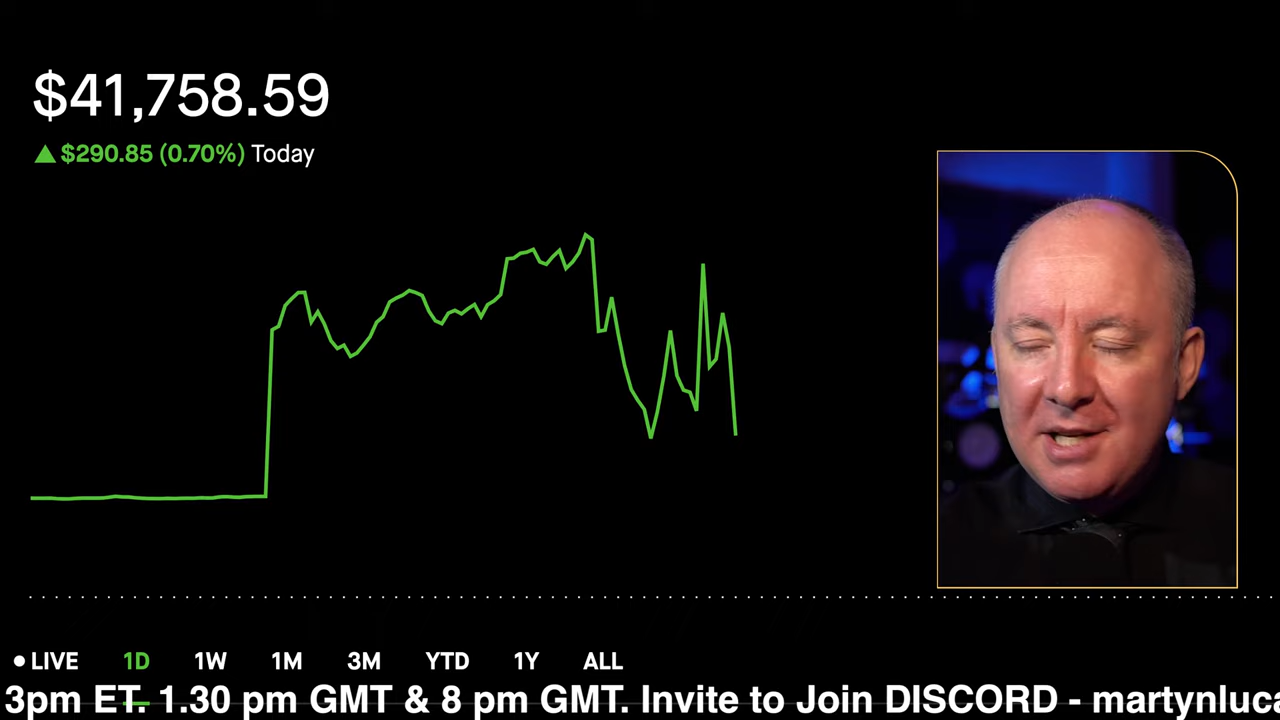 $41,758.59
▲ $290.85 (0.70%) Today
LIVE 1D 1W 1M 3M YTD 1Y ALL
3pm ET. 1.30 pm GMT & 8 pm GMT. Invite to Join DISCORD - martynluca